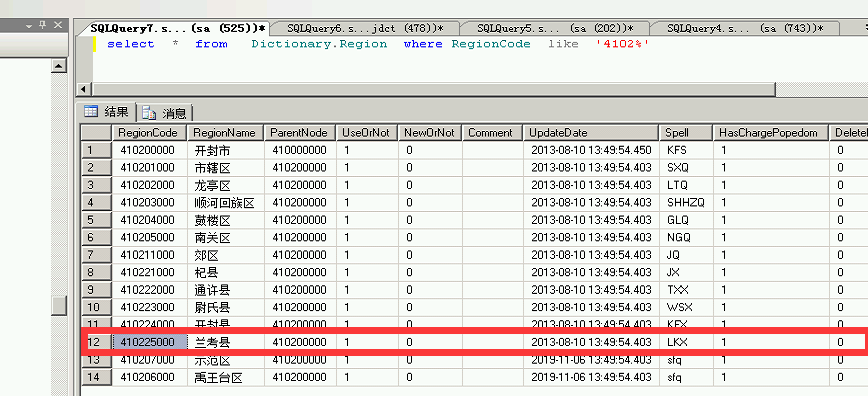 SQLQuery7.s... (sa (525))* SQLQuery6.s...jdct (478))* SQLQuery5.s... (sa (202))* SQLQuery4.s... (sa (743))*
select * from Dictionary.Region where RegionCode like '4102%'
结果 消息
RegionCode RegionName ParentNode UseOrNot NewOrNot Comment UpdateDate Spell HasChargePopedom
1 410200000 开封市 410000000 1 0 2013-08-10 13:49:54.450 KFS 1 0
2 410201000 市辖区 410200000 1 0 2013-08-10 13:49:54.403 SXQ 1 0
3 410202000 龙亭区 410200000 1 0 2013-08-10 13:49:54.403 LTQ 1 0
4 410203000 顺河回族区 410200000 1 0 2013-08-10 13:49:54.403 SHHZQ 1 0
5 410204000 鼓楼区 410200000 1 0 2013-08-10 13:49:54.403 GLQ 1 0
6 410205000 南关区 410200000 1 0 2013-08-10 13:49:54.403 NGQ 1 0
7 410211000 郊区 410200000 1 0 2013-08-10 13:49:54.403 JQ 1 0
8 410221000 杞县 410200000 1 0 2013-08-10 13:49:54.403 JX 1 0
9 410222000 通许县 410200000 1 0 2013-08-10 13:49:54.403 TXX 1 0
10 410223000 尉氏县 410200000 1 0 2013-08-10 13:49:54.403 WSX 1 0
11 410224000 开封县 410200000 1 0 2013-08-10 13:49:54.403 KFX 1 0
12 410225000 兰考县 410200000 1 0 2013-08-10 13:49:54.403 LKX 1 0
13 410207000 示范区 410200000 1 0 2019-11-06 13:49:54.403 sfq 1 0
14 410206000 禹王台区 410200000 1 0 2019-11-06 13:49:54.403 sfq 1 0